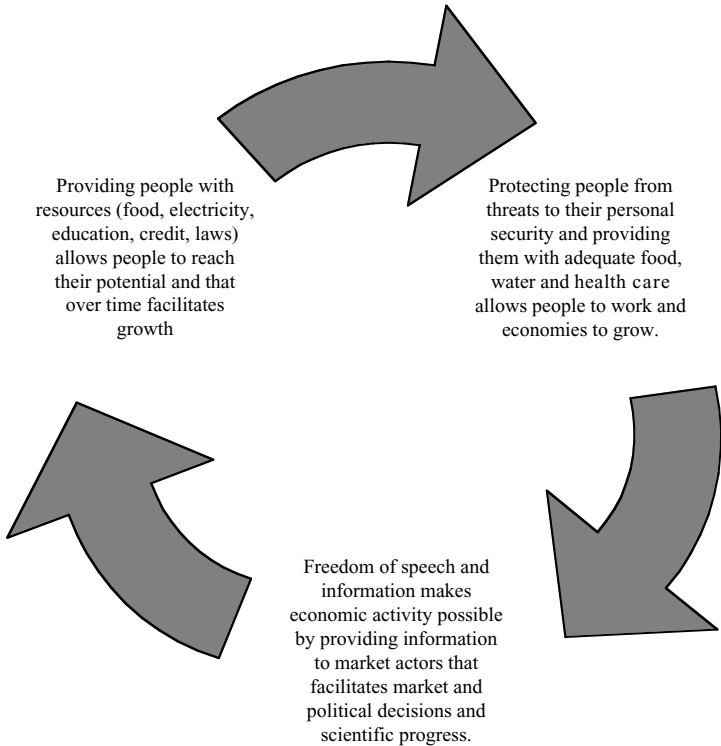 Providing people with
resources (food, electricity,
education, credit, laws)
allows people to reach
their potential and that
over time facilitates
growth
Protecting people from
threats to their personal
security and providing
them with adequate food,
water and health care
allows people to work and
economies to grow.
Freedom of speech and
information makes
economic activity possible
by providing information
to market actors that
facilitates market and
political decisions and
scientific progress.